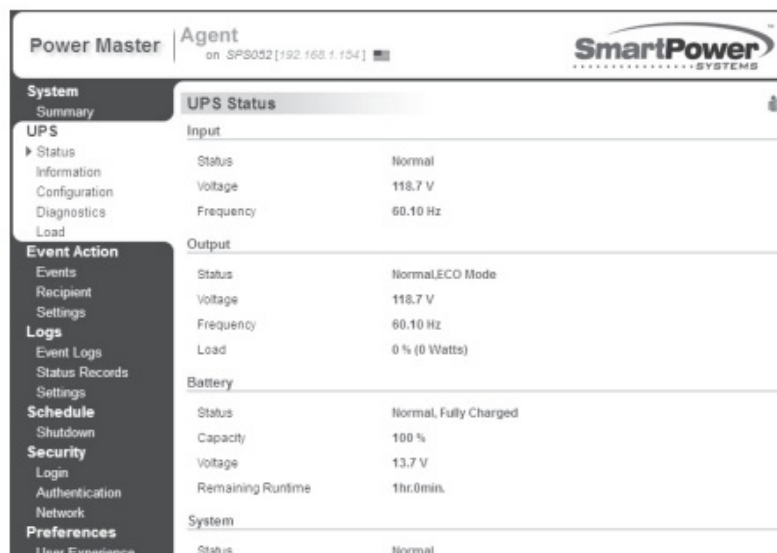 Power Master
Agent
on SPS052 [192.168.1.154]
SmartPower
SYSTEMS
System
Summary
UPS
Status
Information
Configuration
Diagnostics
Load
Event Action
Events
Recipient
Settings
Logs
Event Logs
Status Records
Settings
Schedule
Shutdown
Security
Login
Authentication
Network
Preferences
User Experience
UPS Status
Input
Status Normal
Voltage 118.7 V
Frequency 60.10 Hz
Output
Status Normal,ECO Mode
Voltage 118.7 V
Frequency 60.10 Hz
Load 0 % (0 Watts)
Battery
Status Normal, Fully Charged
Capacity 100 %
Voltage 13.7 V
Remaining Runtime 1hr.0min.
System
Status Normal